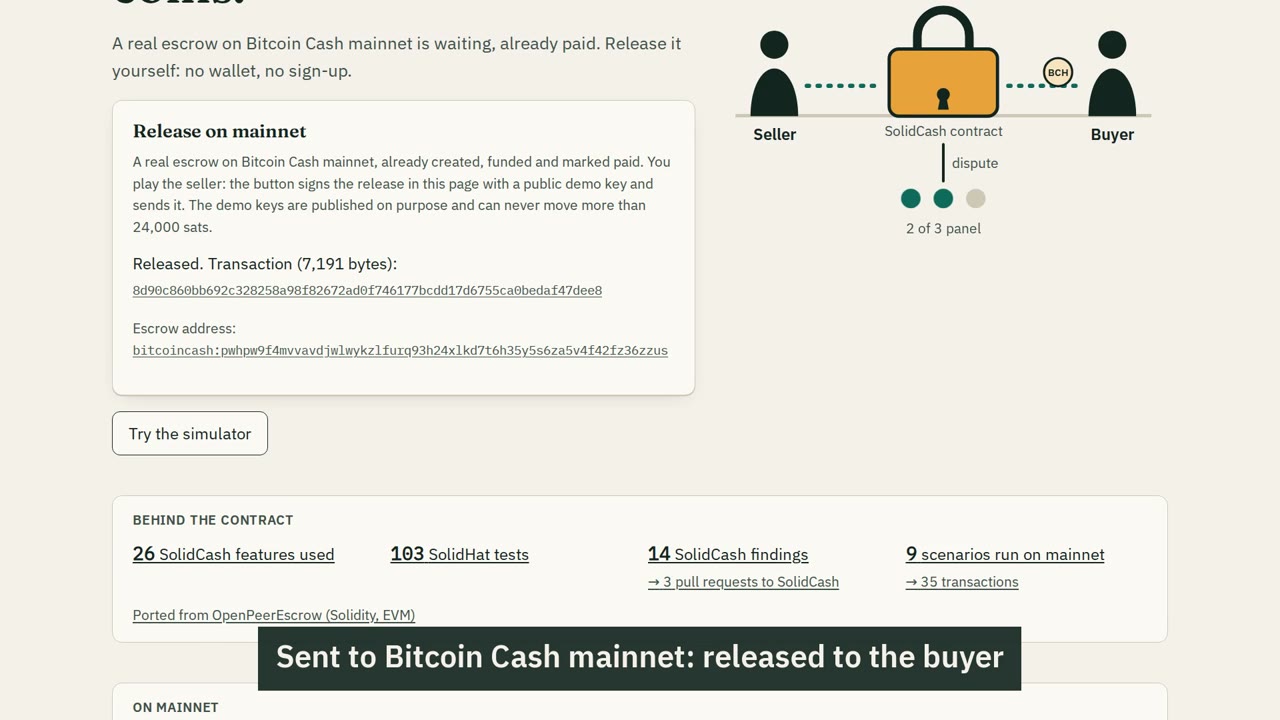 coins.
A real escrow on Bitcoin Cash mainnet is waiting, already paid. Release it
yourself: no wallet, no sign-up.
Release on mainnet
A real escrow on Bitcoin Cash mainnet, already created, funded and marked paid. You
play the seller: the button signs the release in this page with a public demo key and
sends it. The demo keys are published on purpose and can never move more than
24,000 sats.
Released. Transaction (7,191 bytes):
8d90c860bb692c328258a98f82672ad0f746177bcdd17d6755ca0bedaf47dee8
Escrow address:
bitcoincash:pwhpw9f4mvvavdjwlwykzlfurq93h24xlkd7t6h35y5s6za5v4f42fz36zzus
Try the simulator
BCH
Seller
SolidCash contract
Buyer
dispute
2 of 3 panel
BEHIND THE CONTRACT
26 SolidCash features used
103 SolidHat tests
14 SolidCash findings
→ 3 pull requests to SolidCash
9 scenarios run on mainnet
→ 35 transactions
Ported from OpenPeerEscrow (Solidity, EVM)
Sent to Bitcoin Cash mainnet: released to the buyer
ON MAINNET